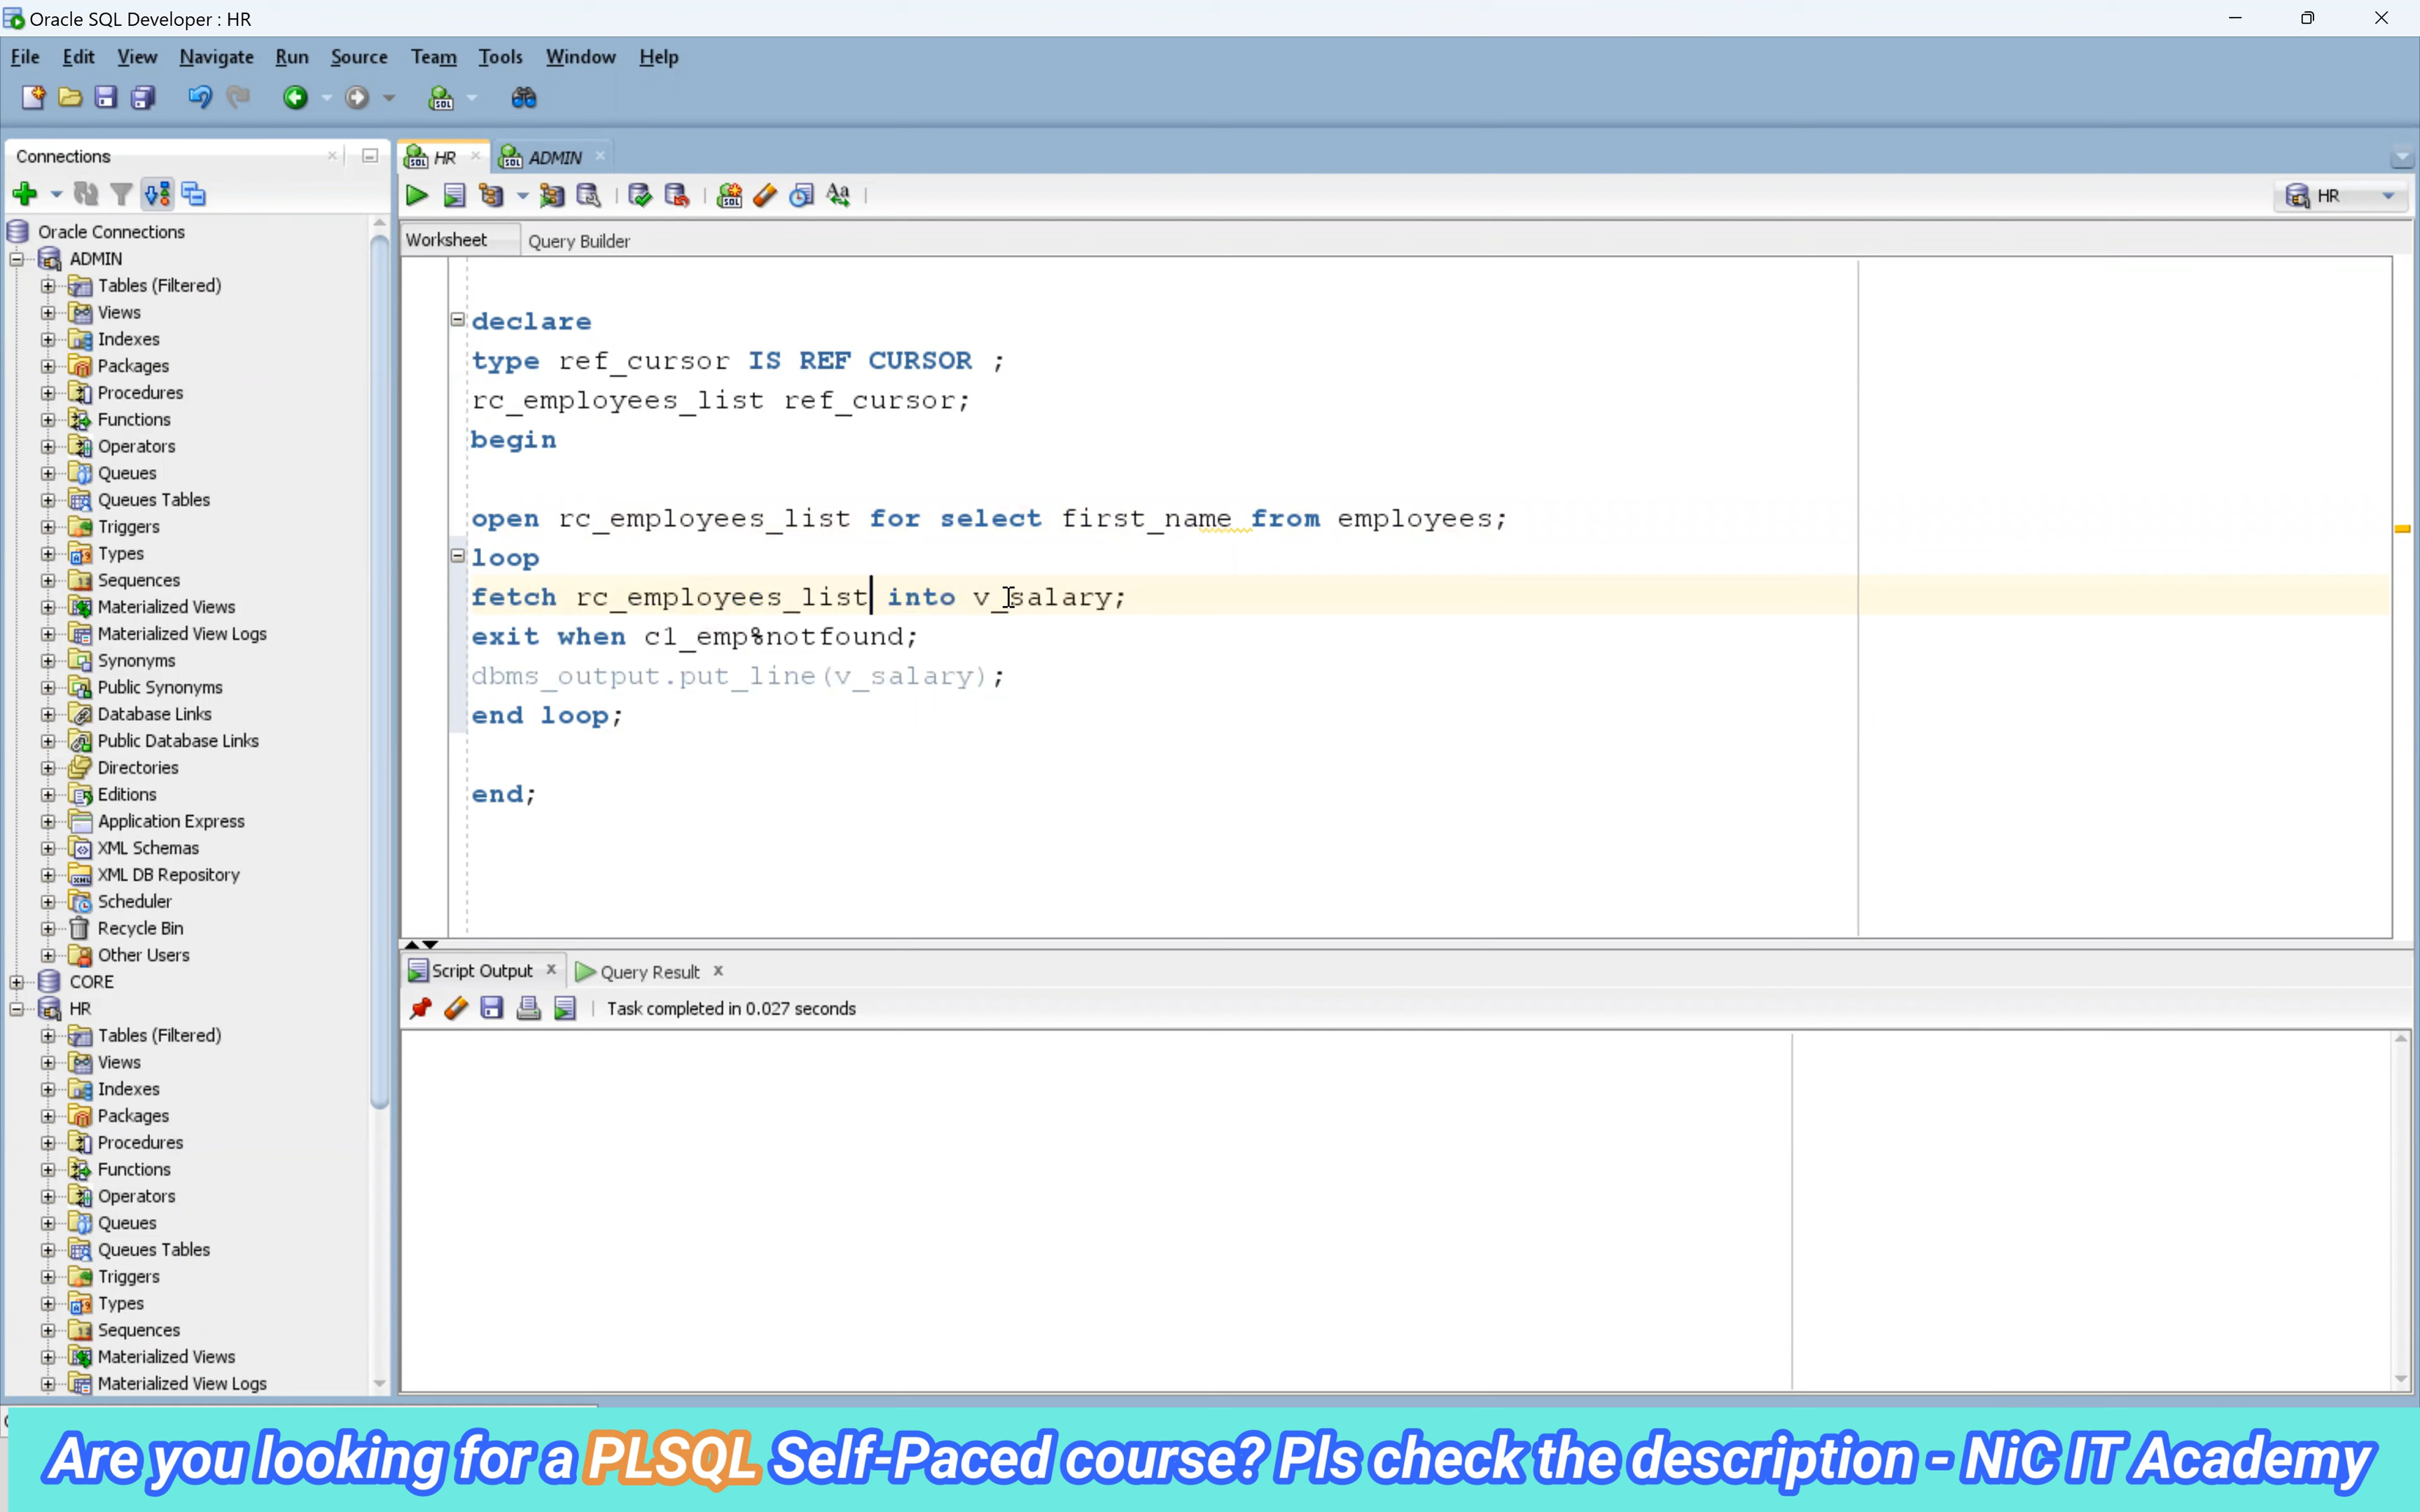 Oracle SQL Developer : HR
File Edit View Navigate Run Source Team Tools Window Help
Connections
HR
ADMIN
HR
Worksheet
Query Builder
Oracle Connections
ADMIN
Tables (Filtered)
Views
Indexes
Packages
Procedures
Functions
Operators
Queues
Queues Tables
Triggers
Types
Sequences
Materialized Views
Materialized View Logs
Synonyms
Public Synonyms
Database Links
Public Database Links
Directories
Editions
Application Express
XML Schemas
XML DB Repository
Scheduler
Recycle Bin
Other Users
CORE
HR
Tables (Filtered)
Views
Indexes
Packages
Procedures
Functions
Operators
Queues
Queues Tables
Triggers
Types
Sequences
Materialized Views
Materialized View Logs
declare
type ref_cursor IS REF CURSOR ;
rc_employees_list ref_cursor;
begin
open rc_employees_list for select first_name from employees;
loop
fetch rc_employees_list into v_salary;
exit when c1_emp%notfound;
dbms_output.put_line(v_salary);
end loop;
end;
Script Output
Query Result
Task completed in 0.027 seconds
Are you looking for a PLSQL Self-Paced course? Pls check the description - NiC IT Academy